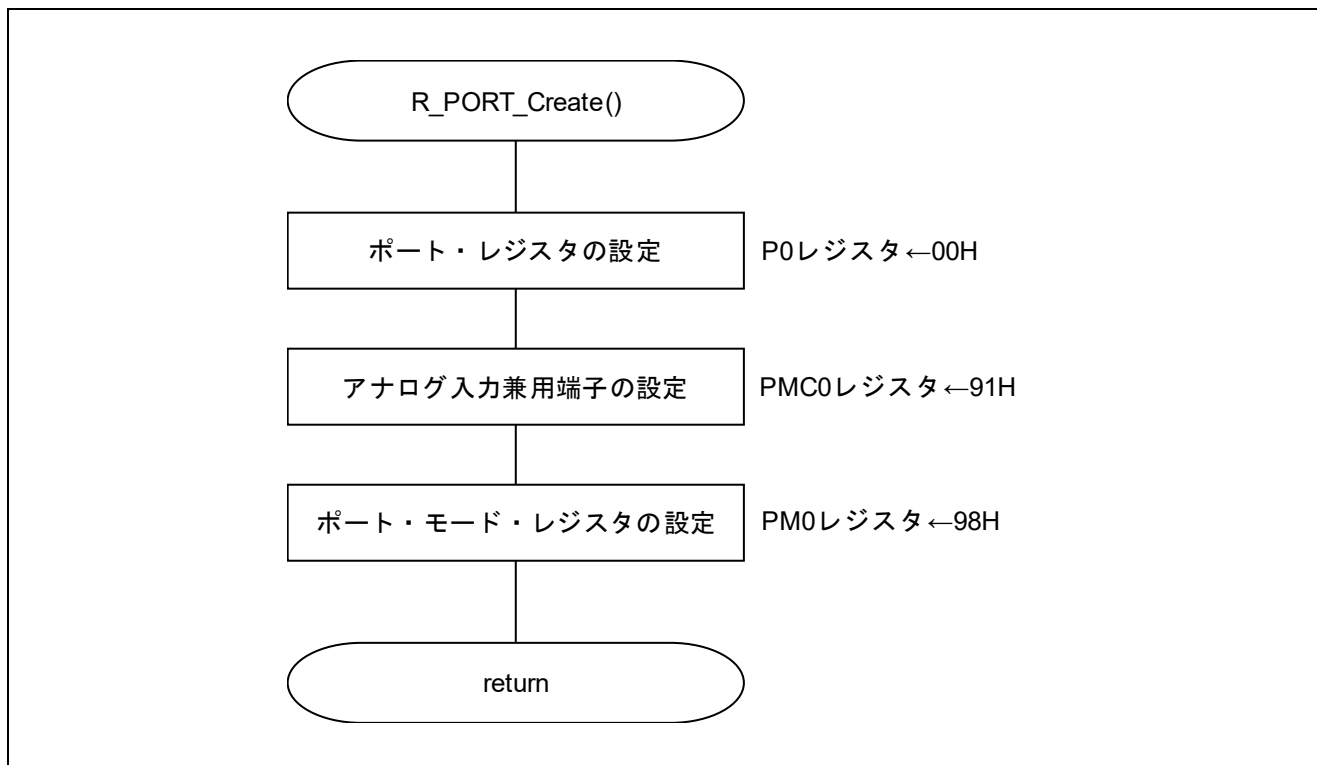 R_PORT_Create()
ポート・レジスタの設定 P0レジスタ←00H
アナログ入力兼用端子の設定 PMC0レジスタ←91H
ポート・モード・レジスタの設定 PM0レジスタ←98H
return